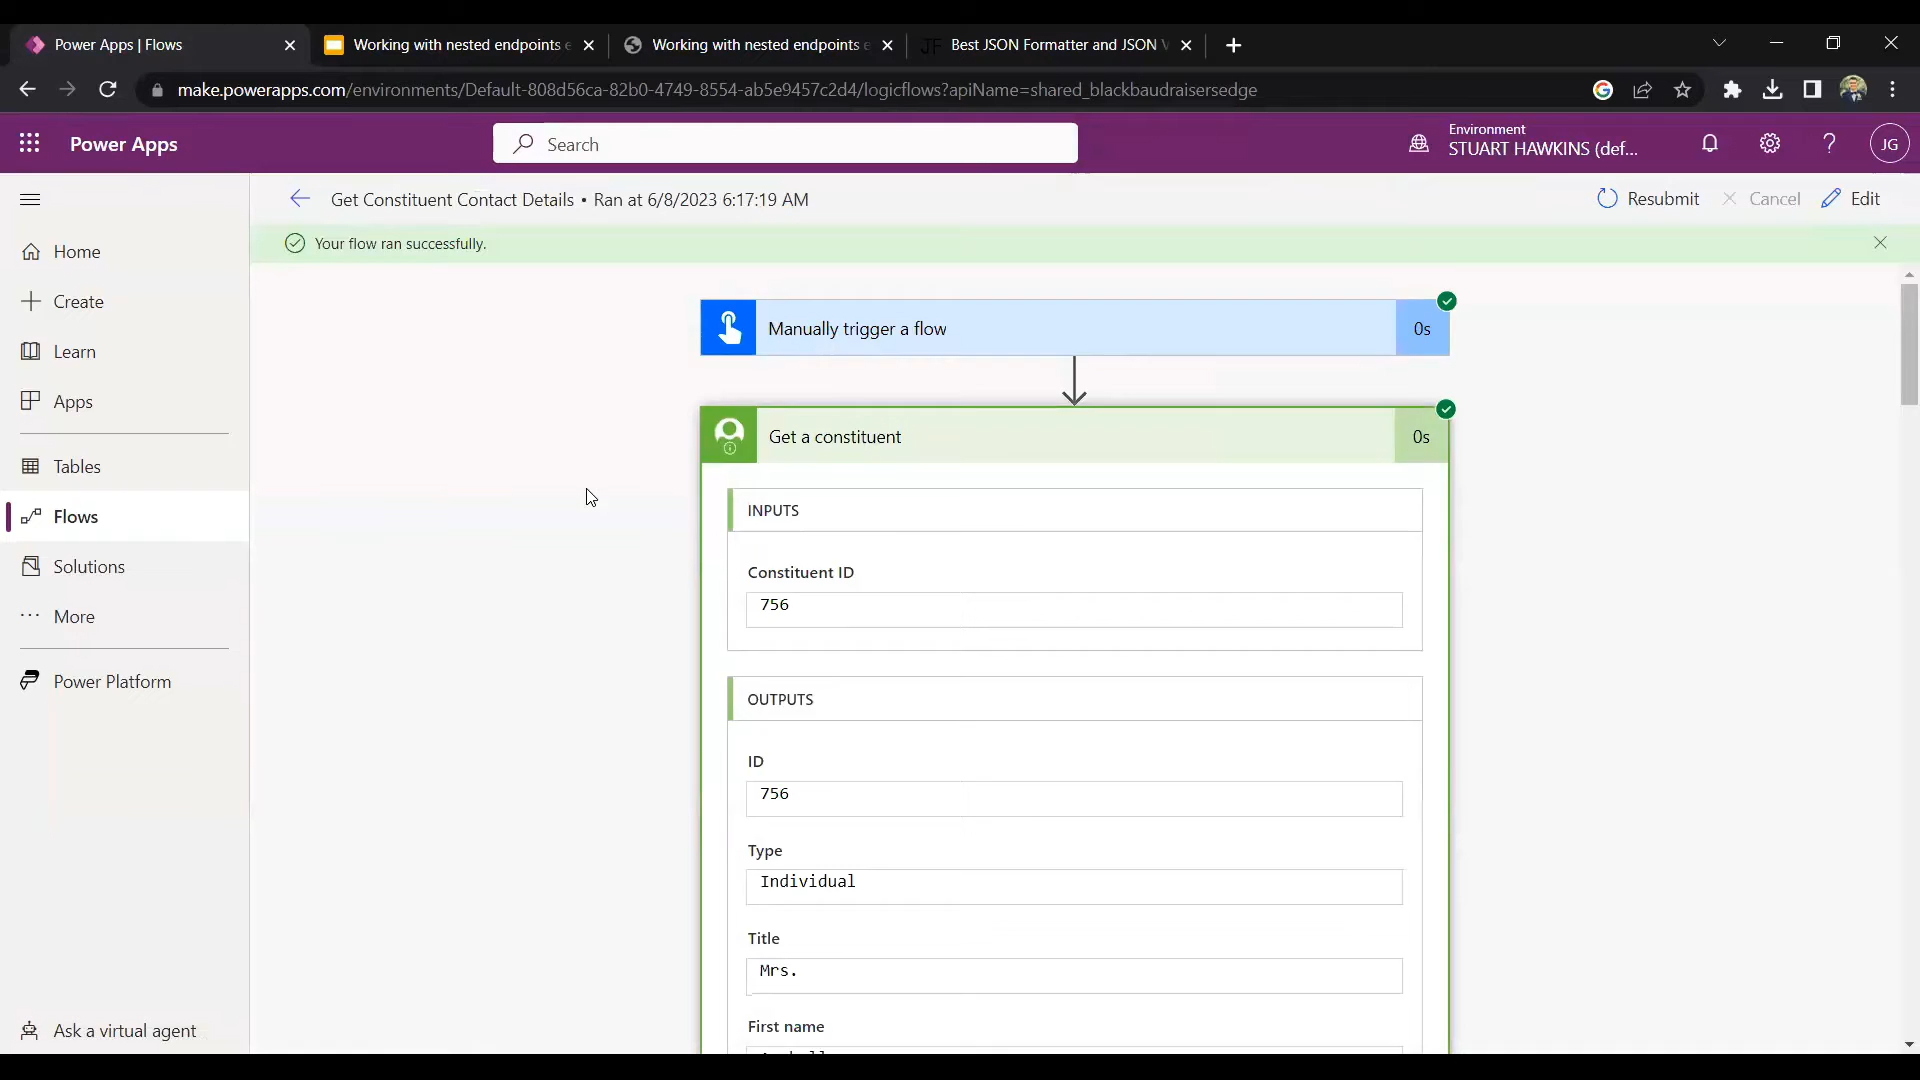 Power Apps | Flows
Working with nested endpoints e
Working with nested endpoints e
JF
Best JSON Formatter and JSON V
make.powerapps.com/environments/Default-808d56ca-82b0-4749-8554-ab5e9457c2d4/logicflows?apiName=shared_blackbaudraisersedge
Power Apps
Search
Environment
STUART HAWKINS (def...
JG
Get Constituent Contact Details • Ran at 6/8/2023 6:17:19 AM
Resubmit
Cancel
Edit
Your flow ran successfully.
Home
Create
Learn
Apps
Tables
Flows
Solutions
More
Power Platform
Ask a virtual agent
Manually trigger a flow
0s
Get a constituent
0s
INPUTS
Constituent ID
756
OUTPUTS
ID
756
Type
Individual
Title
Mrs.
First name